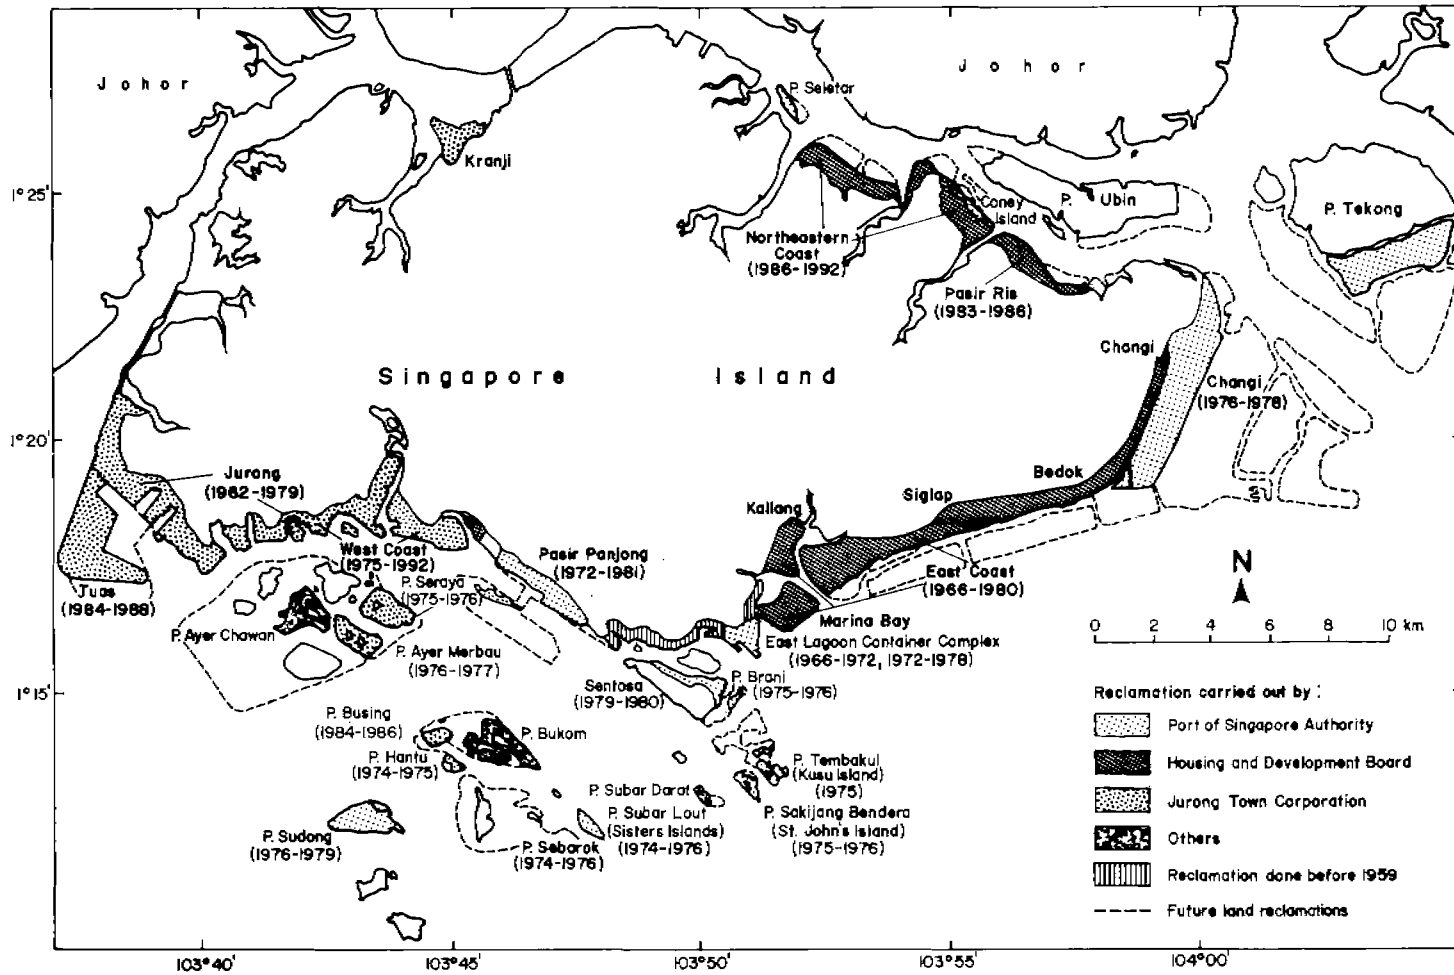 Johor
Johor
P. Seletar
Kranji
1°25'
Coney
Island
P. Ubin
P. Tekong
Northeastern
Coast
(1986-1992)
Pasir Ris
(1983-1986)
Changi
Singapore Island
Changi
(1976-1978)
1°20'
Jurang
(1962-1979)
Bedok
Siglap
Kallang
West Coast
(1975-1992)
Pasir Panjong
(1972-1981)
P. Seraya
(1975-1976)
East Coast
(1966-1980)
N
Juas
(1984-1988)
P. Ayer Chawan
Marina Bay
0 2 4 6 8 10 km
East Lagoon Container Complex
(1966-1972, 1972-1978)
P. Ayer Merbau
(1976-1977)
1°15'
Sentosa
(1979-1980)
P. Brani
(1975-1976)
Reclamation carried out by:
P. Busing
(1984-1986)
P. Bukom
Port of Singapore Authority
P. Hantu
(1974-1975)
P. Tembakul
(Kusu Island)
(1975)
Housing and Development Board
P. Subar Darat
Jurong Town Corporation
P. Subar Lout
(Sisters Islands)
(1974-1976)
P. Sakijang Bendera
(St. John's Island)
(1975-1976)
P. Sudong
(1976-1979)
P. Sebarok
(1974-1976)
Others
Reclamation done before 1959
Future land reclamations
103°40'
103°45'
103°50'
103°55'
104°00'